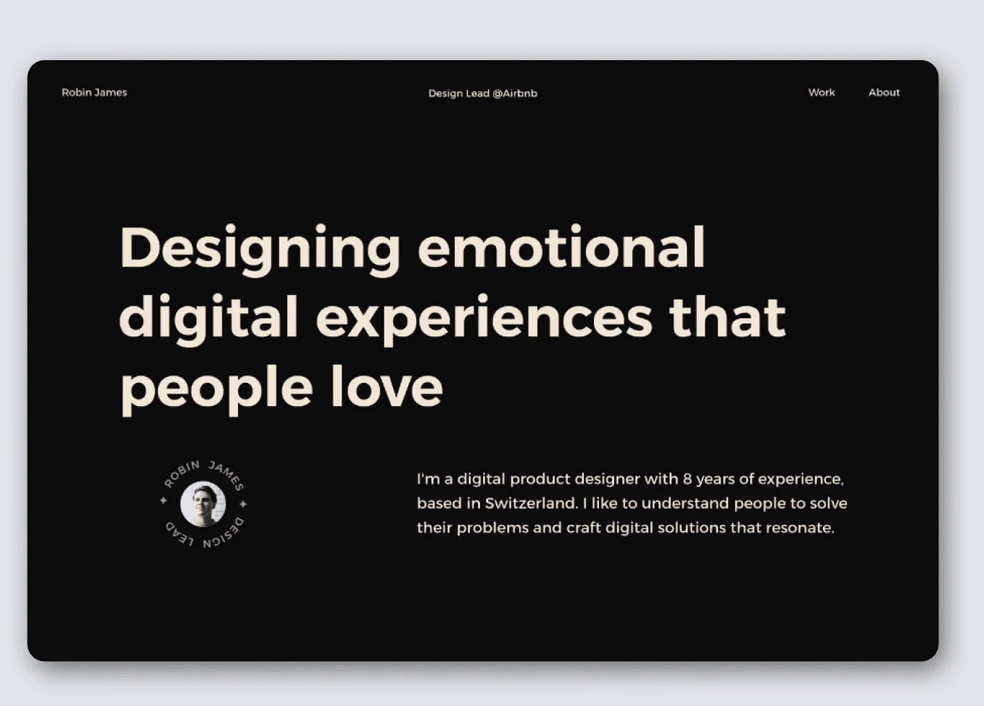 Robin James
Design Lead @Airbnb
Work
About
Designing emotional
digital experiences that
people love
ROBIN JAMES ✦ DESIGN LEAD ✦
I'm a digital product designer with 8 years of experience,
based in Switzerland. I like to understand people to solve
their problems and craft digital solutions that resonate.